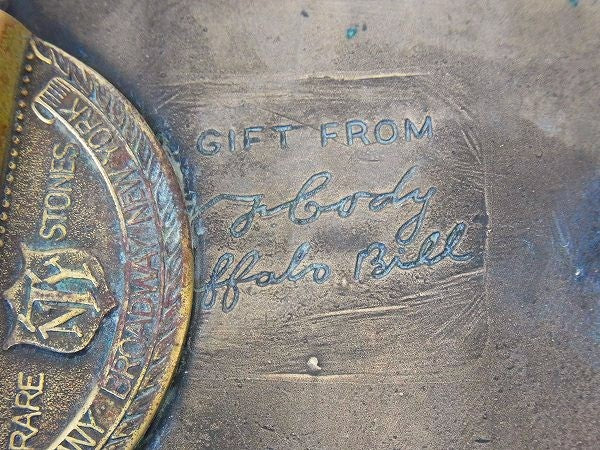 GIFT FROM
Cody
ffalo Bill
RARE
STONES
NY BROADWAY NEW YORK